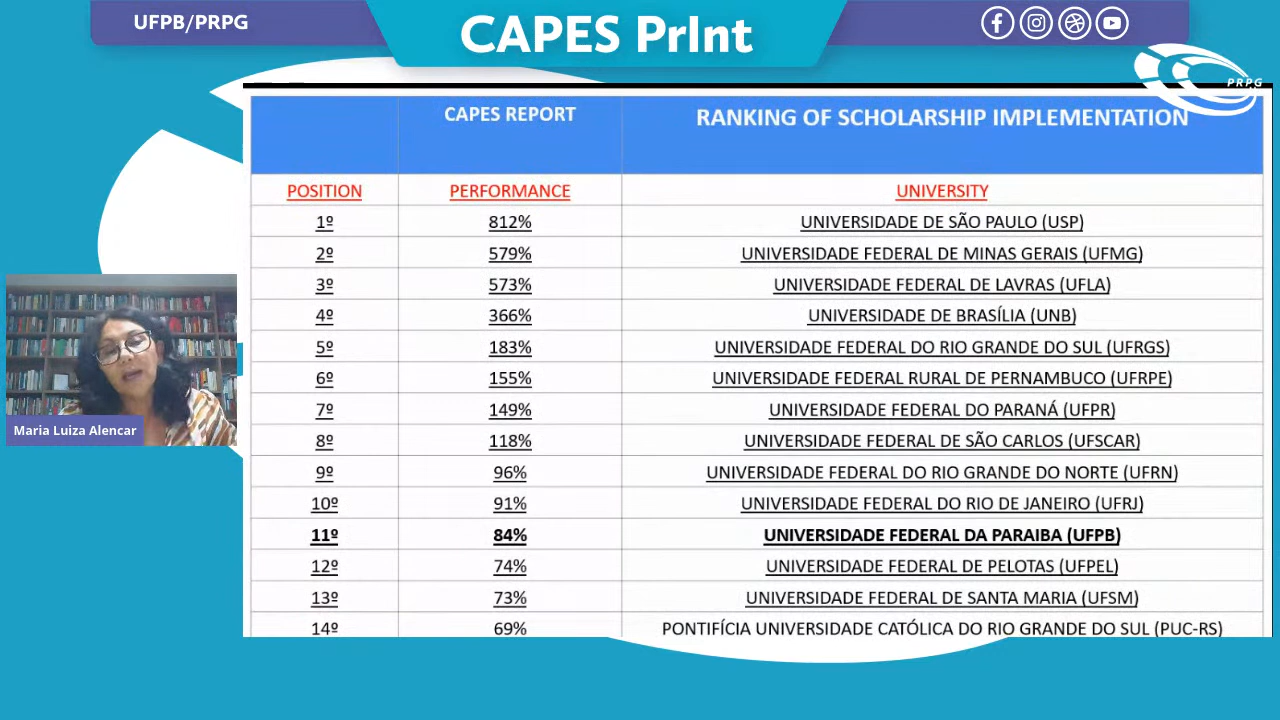 UFPB/PRPG
CAPES PrInt
PRPG
CAPES REPORT RANKING OF SCHOLARSHIP IMPLEMENTATION
POSITION PERFORMANCE UNIVERSITY
1º 812% UNIVERSIDADE DE SÃO PAULO (USP)
2º 579% UNIVERSIDADE FEDERAL DE MINAS GERAIS (UFMG)
3º 573% UNIVERSIDADE FEDERAL DE LAVRAS (UFLA)
4º 366% UNIVERSIDADE DE BRASÍLIA (UNB)
5º 183% UNIVERSIDADE FEDERAL DO RIO GRANDE DO SUL (UFRGS)
6º 155% UNIVERSIDADE FEDERAL RURAL DE PERNAMBUCO (UFRPE)
7º 149% UNIVERSIDADE FEDERAL DO PARANÁ (UFPR)
8º 118% UNIVERSIDADE FEDERAL DE SÃO CARLOS (UFSCAR)
9º 96% UNIVERSIDADE FEDERAL DO RIO GRANDE DO NORTE (UFRN)
10º 91% UNIVERSIDADE FEDERAL DO RIO DE JANEIRO (UFRJ)
11º 84% UNIVERSIDADE FEDERAL DA PARAIBA (UFPB)
12º 74% UNIVERSIDADE FEDERAL DE PELOTAS (UFPEL)
13º 73% UNIVERSIDADE FEDERAL DE SANTA MARIA (UFSM)
14º 69% PONTIFÍCIA UNIVERSIDADE CATÓLICA DO RIO GRANDE DO SUL (PUC-RS)
Maria Luiza Alencar